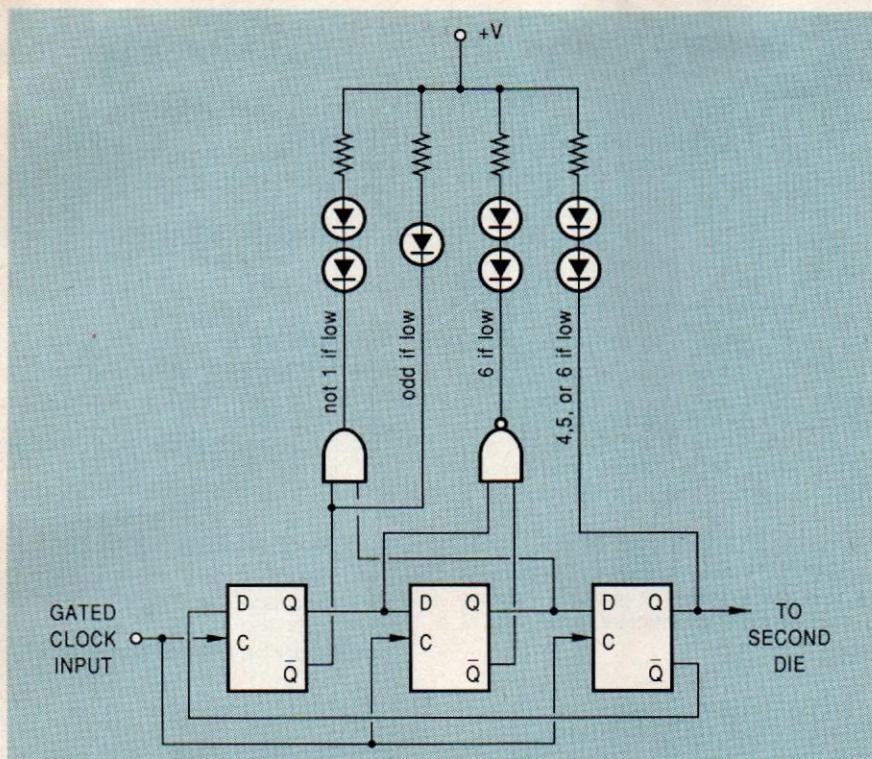 +V
not 1 if low
odd if low
6 if low
4,5, or 6 if low
D Q
C
Q̅
D Q
C
Q̅
D Q
C
Q̅
GATED
CLOCK
INPUT
TO
SECOND
DIE